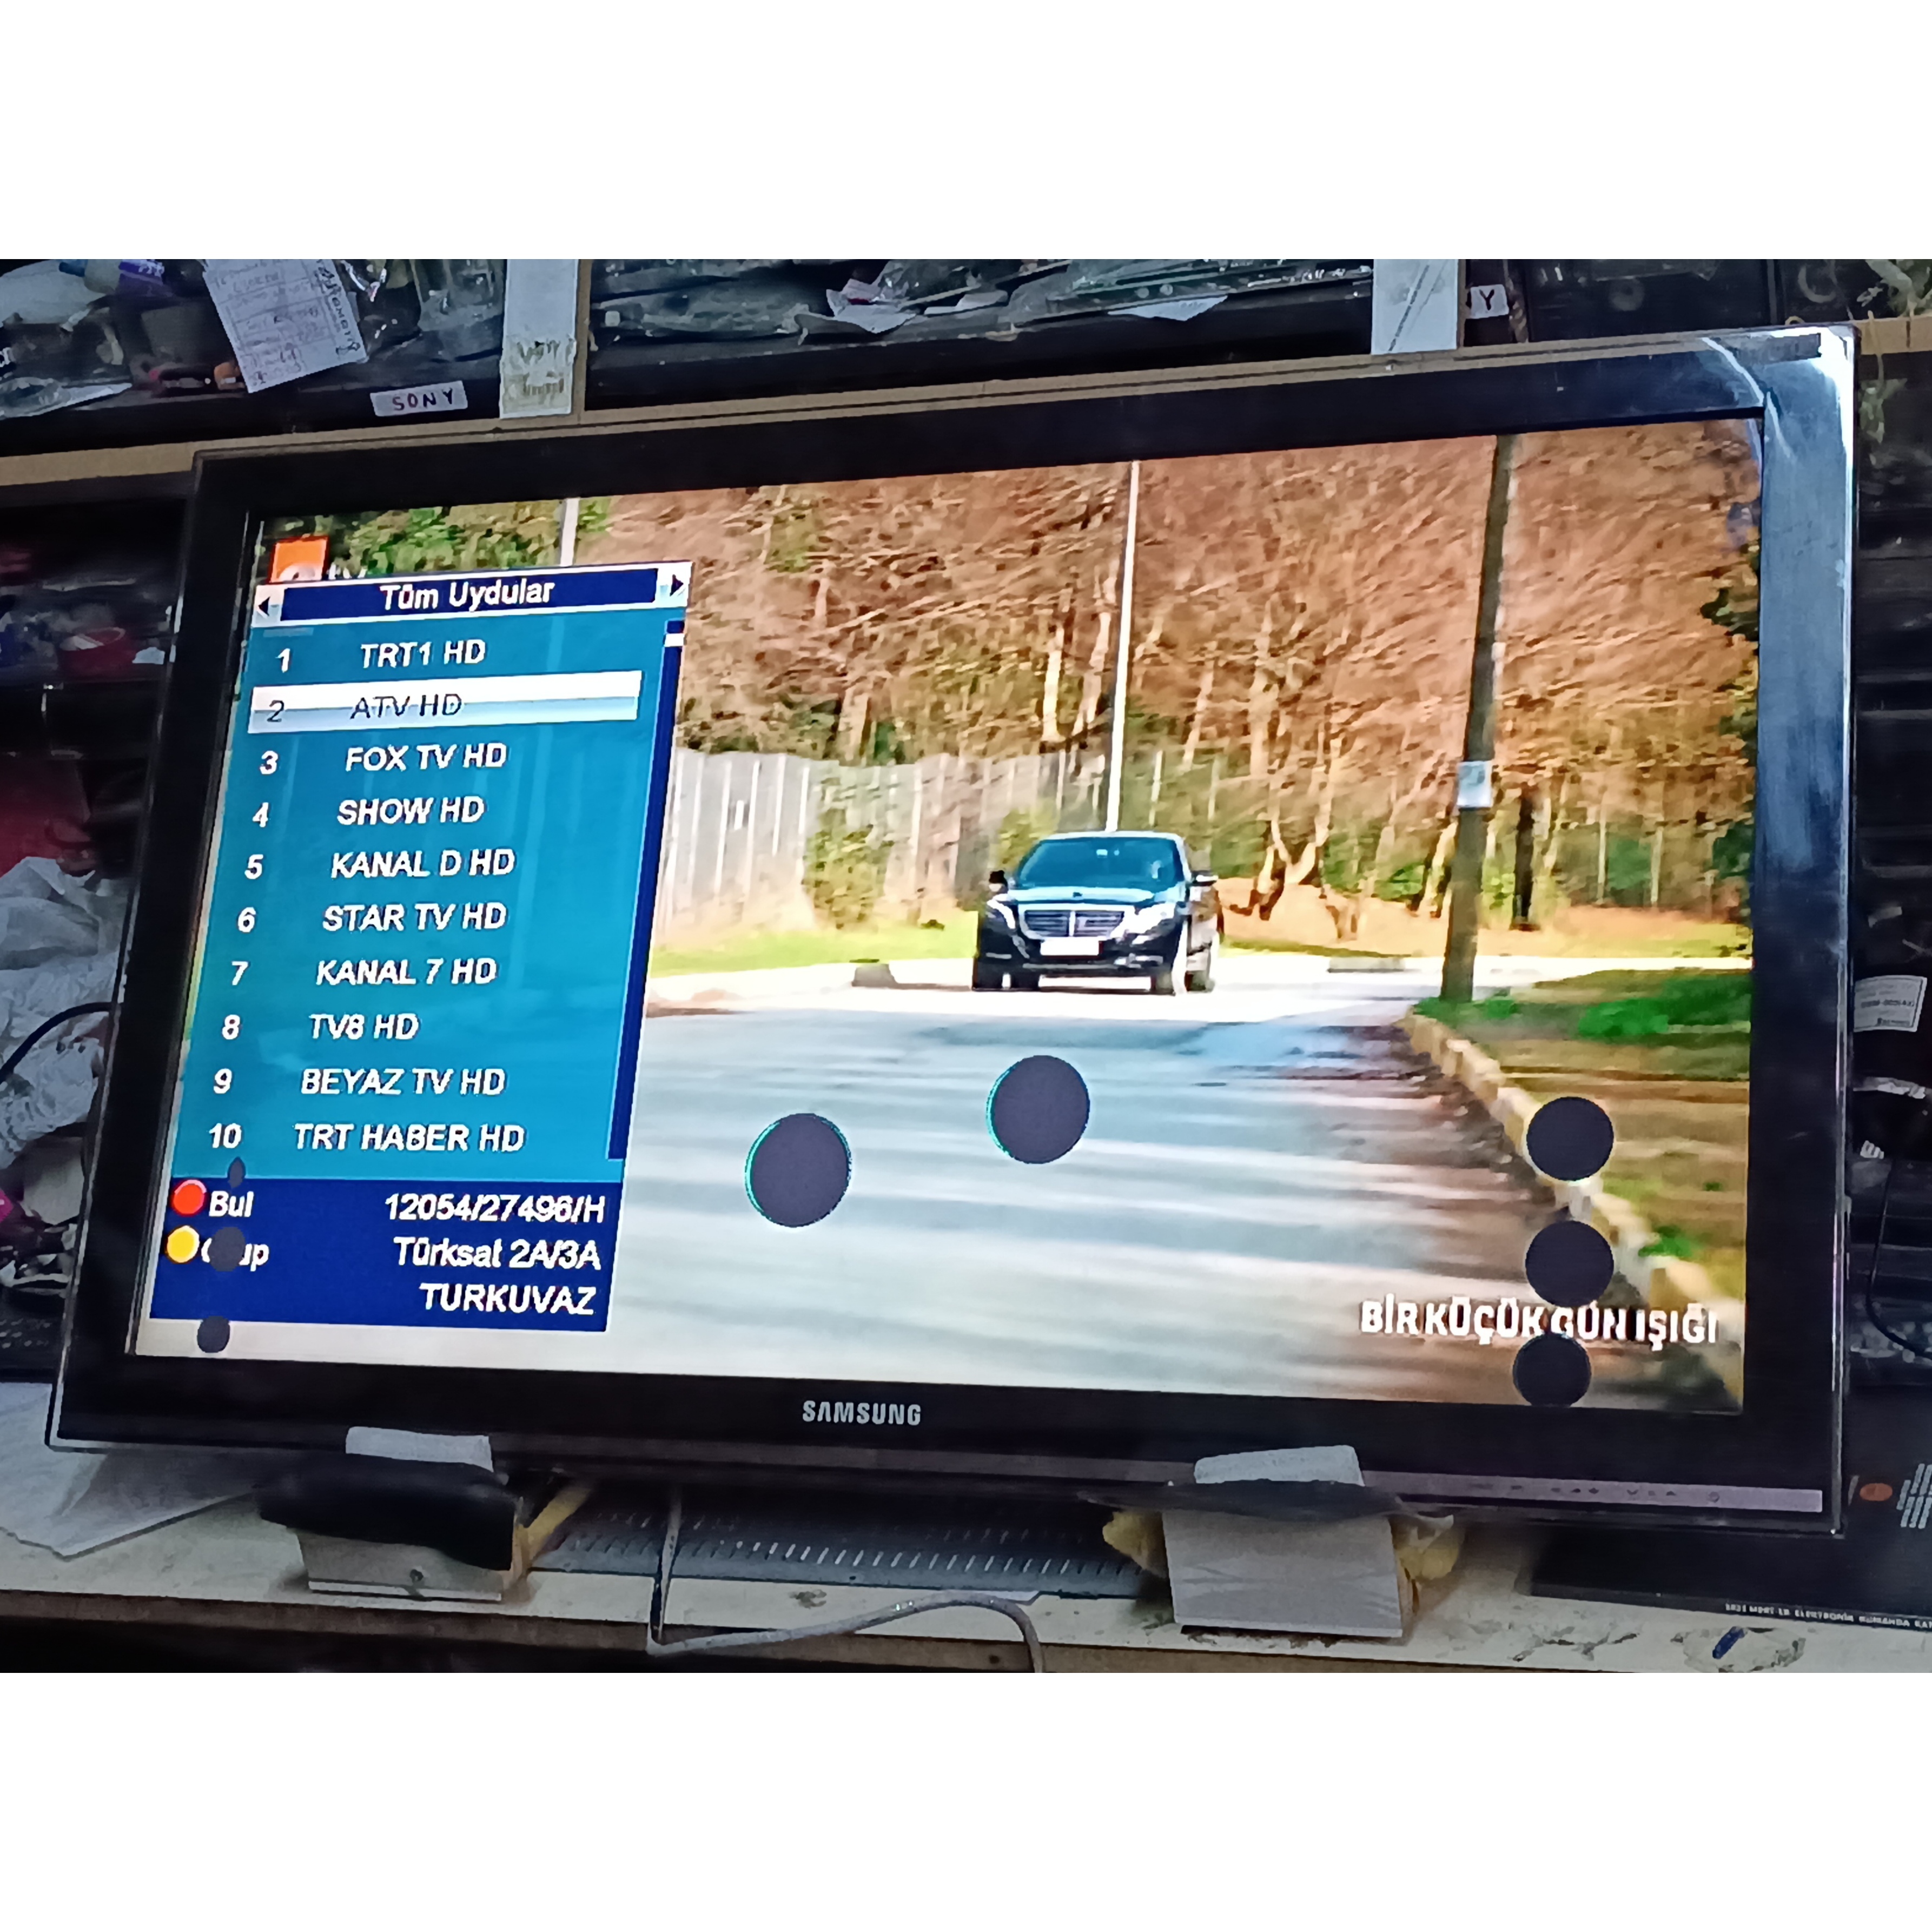 SONY
Y
tv
Tüm Uydular
1 TRT1 HD
2 ATV HD
3 FOX TV HD
4 SHOW HD
5 KANAL D HD
6 STAR TV HD
7 KANAL 7 HD
8 TV8 HD
9 BEYAZ TV HD
10 TRT HABER HD
Bul 12054/27496/H
Türksat 2A/3A
TURKUVAZ
BİR KÜÇÜK GÜN IŞIĞI
SAMSUNG